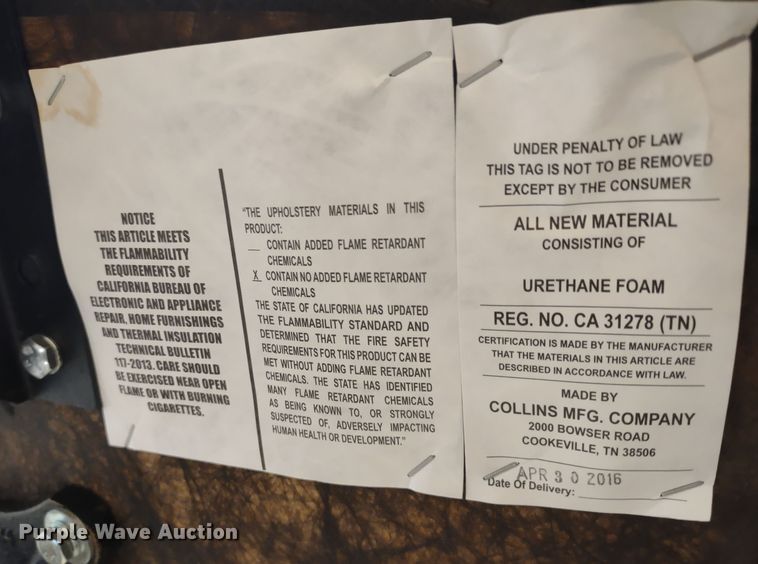 NOTICE
THIS ARTICLE MEETS
THE FLAMMABILITY
REQUIREMENTS OF
CALIFORNIA BUREAU OF
ELECTRONIC AND APPLIANCE
REPAIR. HOME FURNISHINGS
AND THERMAL INSULATION
TECHNICAL BULLETIN
117-2013. CARE SHOULD
BE EXERCISED NEAR OPEN
FLAME OR WITH BURNING
CIGARETTES.
"THE UPHOLSTERY MATERIALS IN THIS
PRODUCT:
__ CONTAIN ADDED FLAME RETARDANT
CHEMICALS
X CONTAIN NO ADDED FLAME RETARDANT
CHEMICALS
THE STATE OF CALIFORNIA HAS UPDATED
THE FLAMMABILITY STANDARD AND
DETERMINED THAT THE FIRE SAFETY
REQUIREMENTS FOR THIS PRODUCT CAN BE
MET WITHOUT ADDING FLAME RETARDANT
CHEMICALS. THE STATE HAS IDENTIFIED
MANY FLAME RETARDANT CHEMICALS
AS BEING KNOWN TO, OR STRONGLY
SUSPECTED OF, ADVERSELY IMPACTING
HUMAN HEALTH OR DEVELOPMENT."
UNDER PENALTY OF LAW
THIS TAG IS NOT TO BE REMOVED
EXCEPT BY THE CONSUMER
ALL NEW MATERIAL
CONSISTING OF
URETHANE FOAM
REG. NO. CA 31278 (TN)
CERTIFICATION IS MADE BY THE MANUFACTURER
THAT THE MATERIALS IN THIS ARTICLE ARE
DESCRIBED IN ACCORDANCE WITH LAW.
MADE BY
COLLINS MFG. COMPANY
2000 BOWSER ROAD
COOKEVILLE, TN 38506
APR 30 2016
Date Of Delivery:
Purple Wave Auction